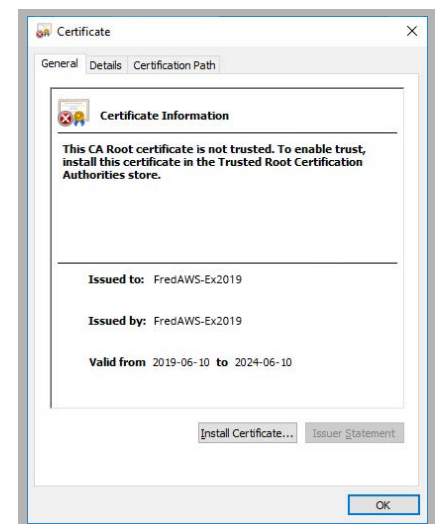 Certificate
General Details Certification Path
Certificate Information
This CA Root certificate is not trusted. To enable trust,
install this certificate in the Trusted Root Certification
Authorities store.
Issued to: FredAWS-Ex2019
Issued by: FredAWS-Ex2019
Valid from 2019-06-10 to 2024-06-10
Install Certificate... Issuer Statement
OK